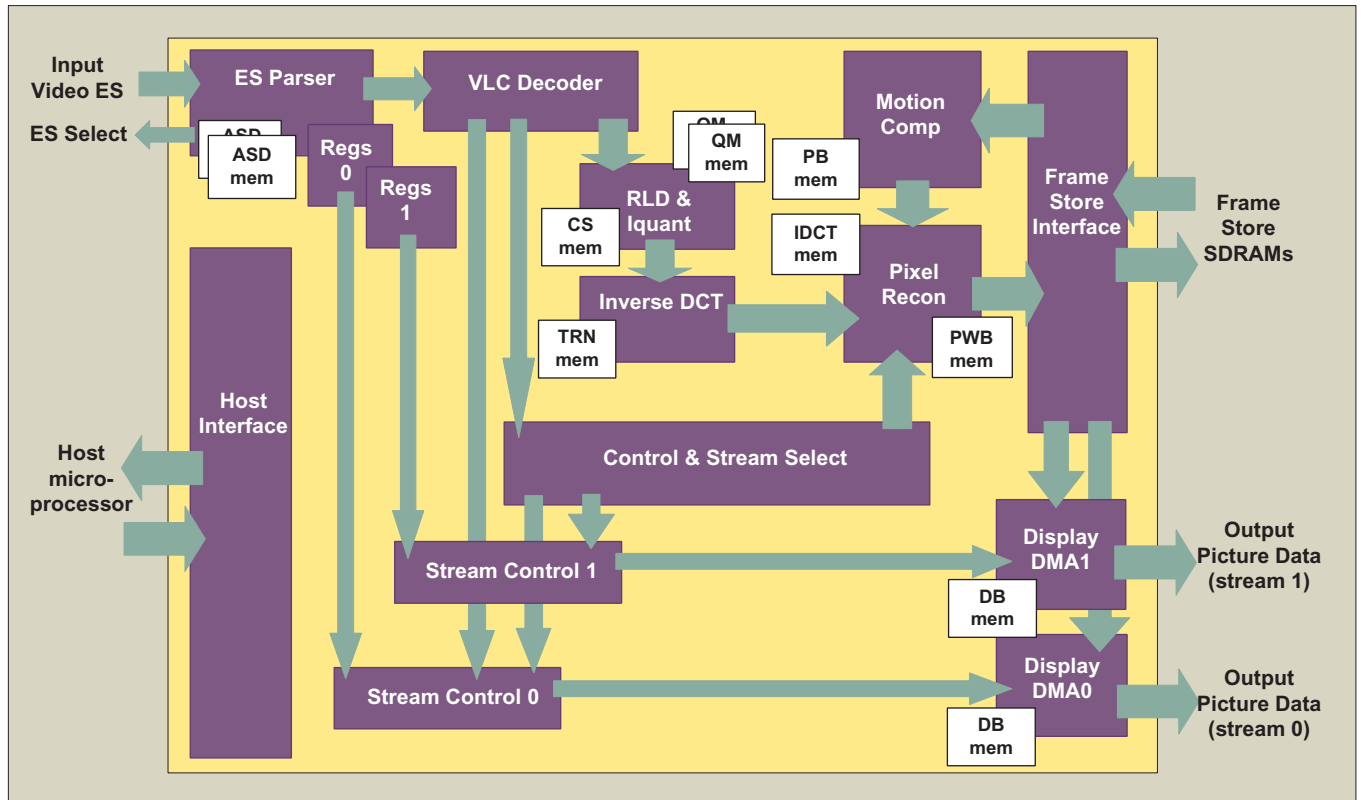 Input
Video ES
ES Select
ES Parser
ASD
ASD
mem
Regs
0
Regs
1
VLC Decoder
QM
QM
mem
RLD &
Iquant
CS
mem
Inverse DCT
TRN
mem
Motion
Comp
PB
mem
IDCT
mem
Pixel
Recon
PWB
mem
Frame
Store
Interface
Frame
Store
SDRAMs
Host
Interface
Host
micro-
processor
Control & Stream Select
Stream Control 1
Stream Control 0
Display
DMA1
DB
mem
Output
Picture Data
(stream 1)
Display
DMA0
DB
mem
Output
Picture Data
(stream 0)